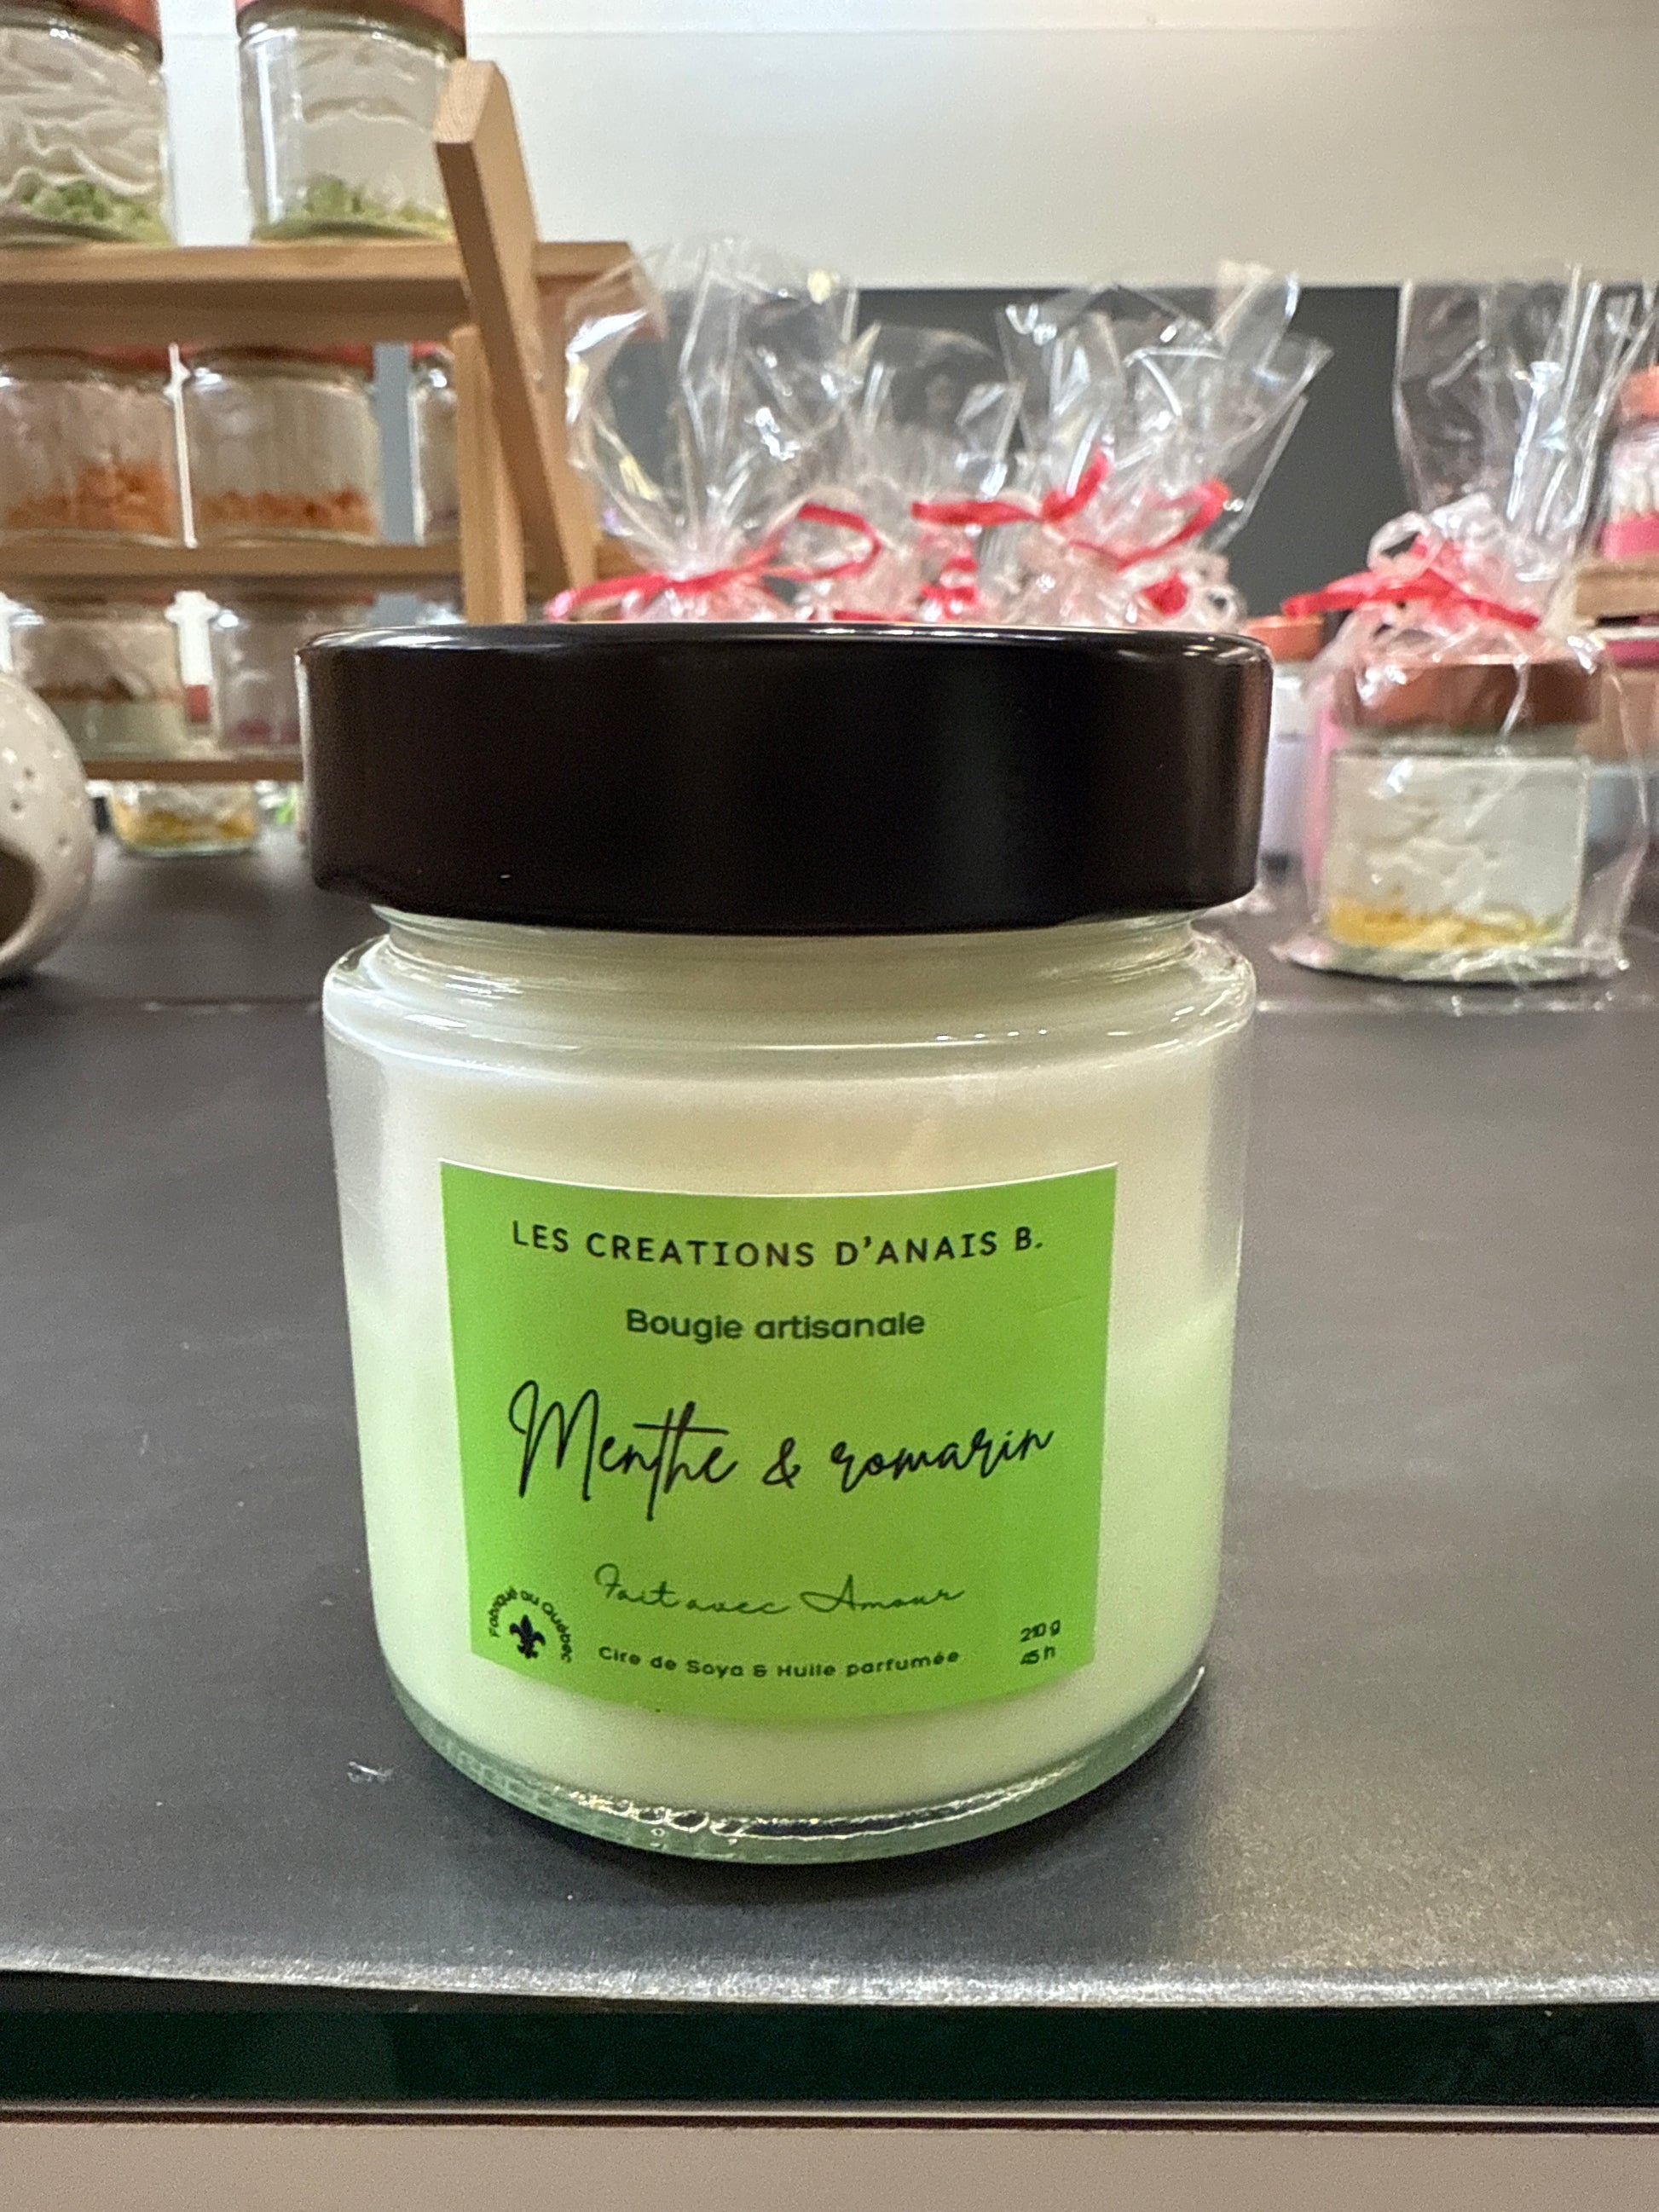 LES CREATIONS D'ANAIS B.
Bougie artisanale
Menthe & romarin
Fait avec Amour
Fabriqué au Québec
Cire de Soya & Huile parfumée
210 g
45 h